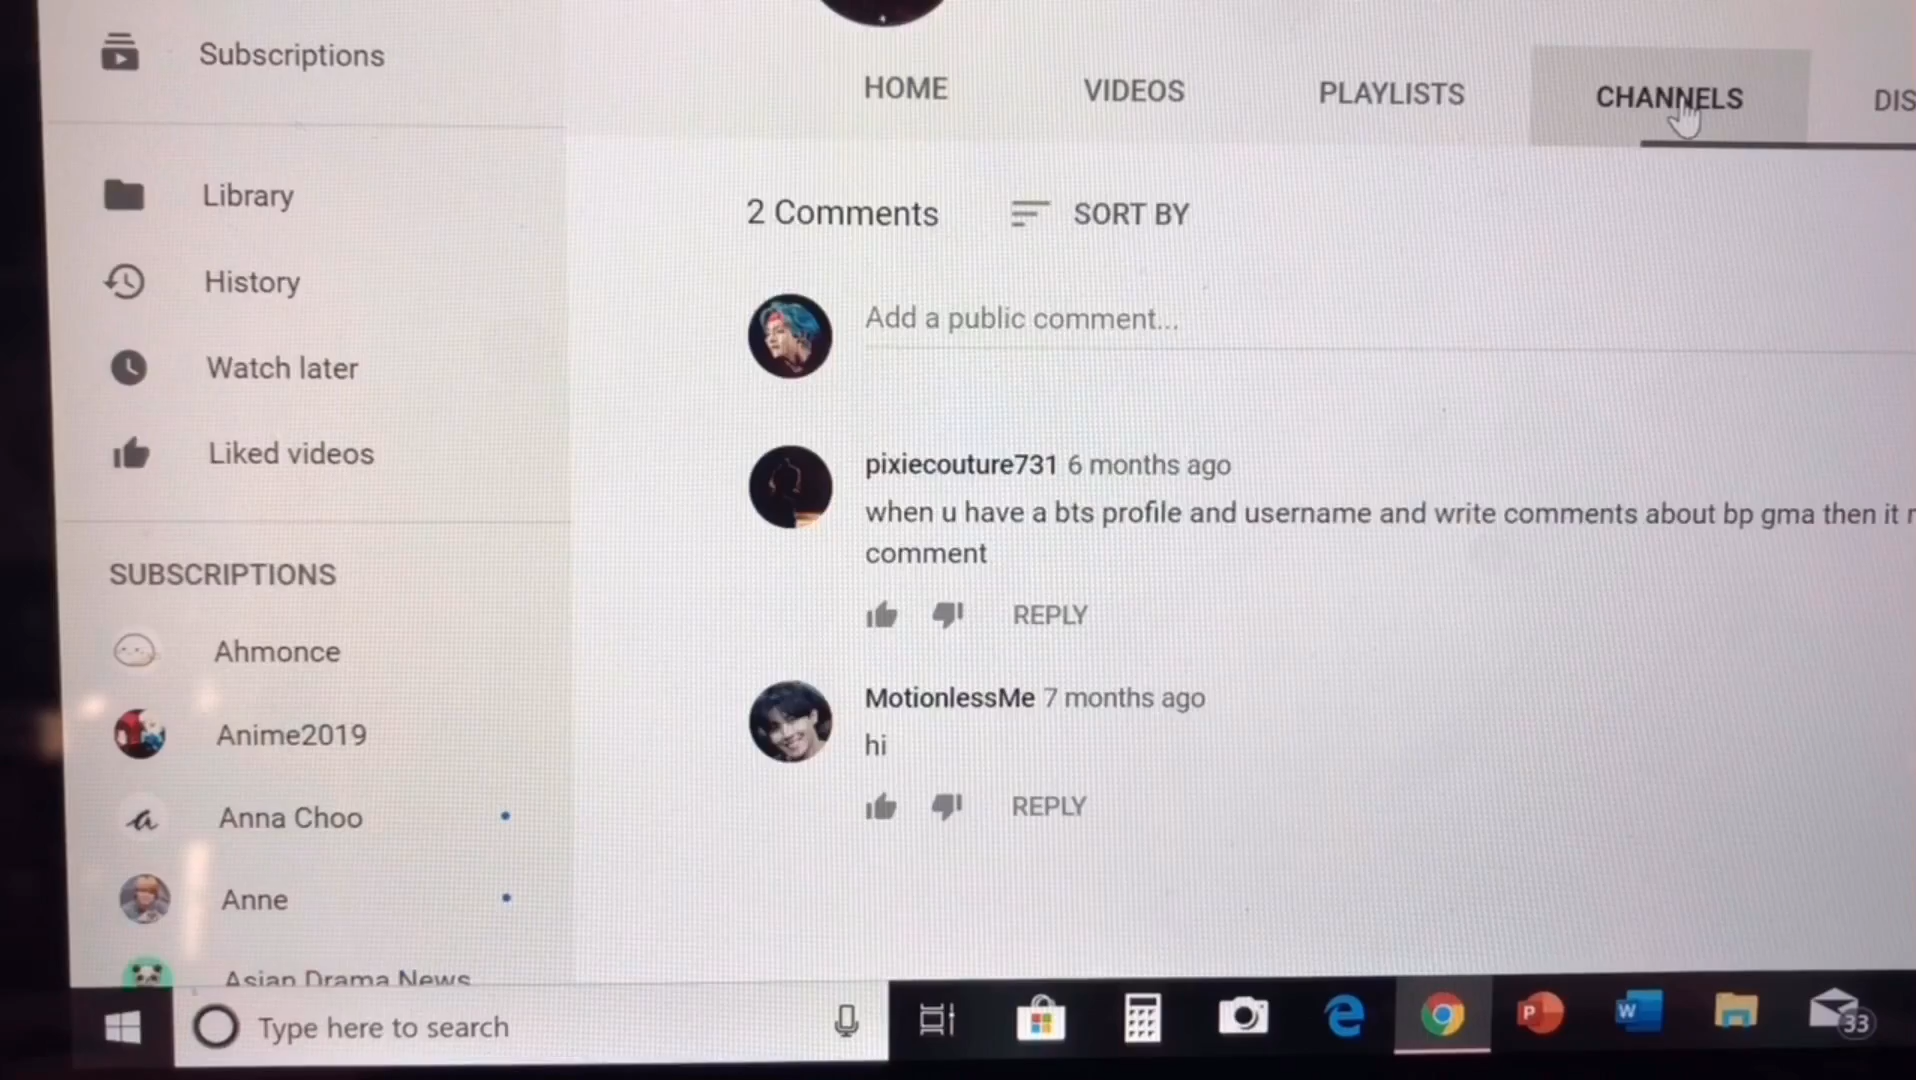 Subscriptions
HOME VIDEOS PLAYLISTS CHANNELS DIS
Library
History
Watch later
Liked videos
SUBSCRIPTIONS
Ahmonce
Anime2019
Anna Choo
Anne
Asian Drama News
2 Comments SORT BY
Add a public comment...
pixiecouture731 6 months ago
when u have a bts profile and username and write comments about bp gma then it
comment
REPLY
MotionlessMe 7 months ago
hi
REPLY
Type here to search
33